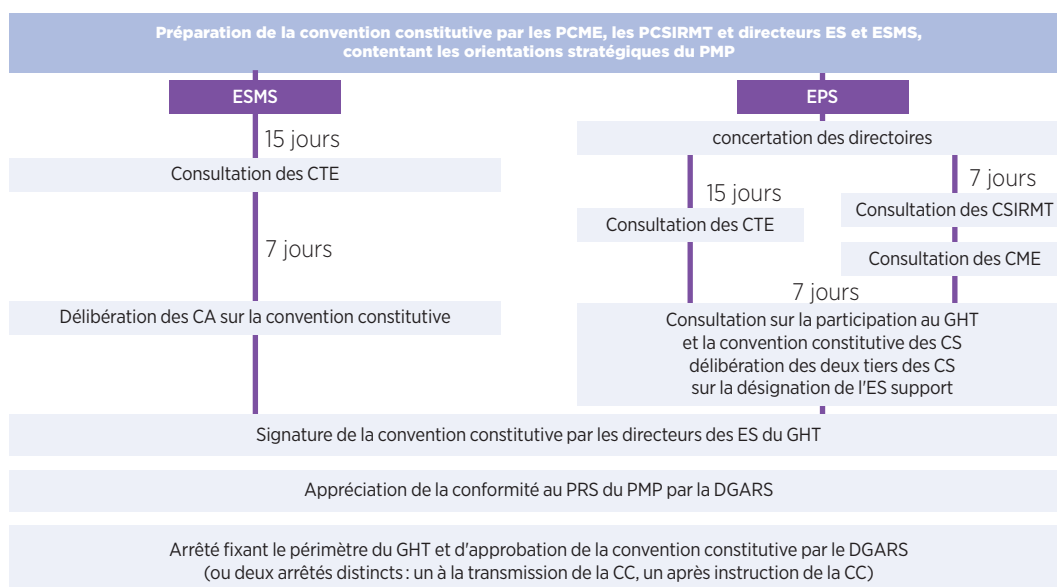 Préparation de la convention constitutive par les PCME, les PCSIRMT et directeurs ES et ESMS,
contentant les orientations stratégiques du PMP
ESMS
15 jours
Consultation des CTE
7 jours
Délibération des CA sur la convention constitutive
EPS
concertation des directoires
15 jours
Consultation des CTE
7 jours
Consultation des CSIRMT
Consultation des CME
7 jours
Consultation sur la participation au GHT
et la convention constitutive des CS
délibération des deux tiers des CS
sur la désignation de l'ES support
Signature de la convention constitutive par les directeurs des ES du GHT
Appréciation de la conformité au PRS du PMP par la DGARS
Arrêté fixant le périmètre du GHT et d'approbation de la convention constitutive par le DGARS
(ou deux arrêtés distincts : un à la transmission de la CC, un après instruction de la CC)